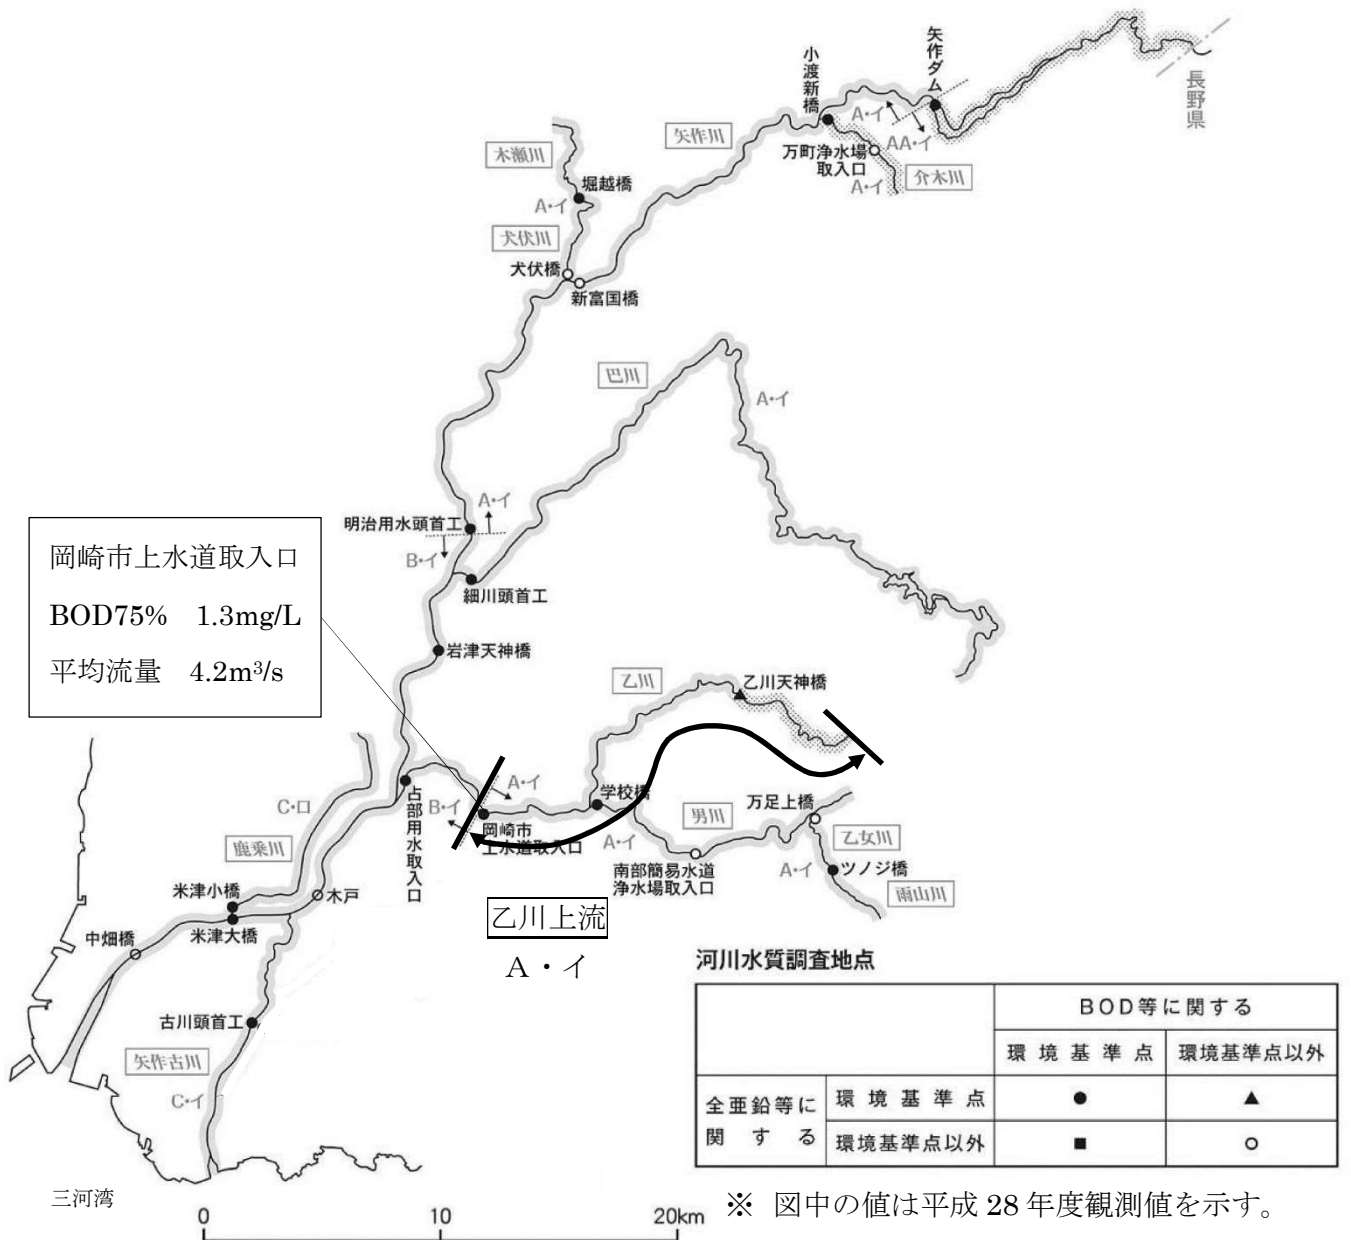 小渡新橋
矢作ダム
長野県
A・イ
AA・イ
矢作川
万町浄水場
取入口
A・イ
介木川
木瀬川
堀越橋
A・イ
犬伏川
犬伏橋
新富国橋
巴川
A・イ
A・イ
明治用水頭首工
B・イ
細川頭首工
岡崎市上水道取入口
BOD75% 1.3mg/L
平均流量 4.2m³/s
岩津天神橋
乙川
乙川天神橋
A・イ
B・イ
学校橋
万足上橋
C・ロ
占部用水取入口
岡崎市
上水道取入口
A・イ
男川
乙女川
鹿乗川
南部簡易水道
浄水場取入口
A・イ
ツノジ橋
雨山川
米津小橋
木戸
乙川上流
A・イ
中畑橋
米津大橋
古川頭首工
矢作古川
C・イ
河川水質調査地点
BOD等に関する
環境基準点 環境基準点以外
全亜鉛等に
関する
環境基準点 ● ▲
環境基準点以外 ■ ○
三河湾
※ 図中の値は平成 28 年度観測値を示す。
0 10 20km